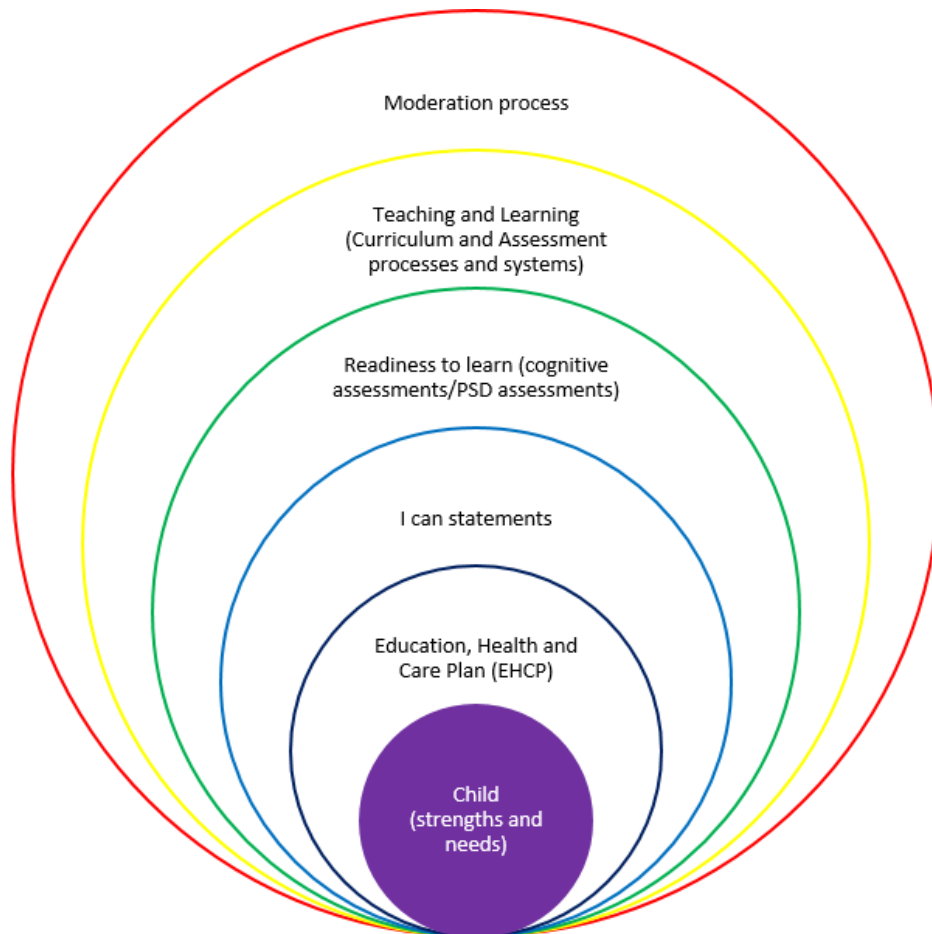 Moderation process
Teaching and Learning
(Curriculum and Assessment
processes and systems)
Readiness to learn (cognitive
assessments/PSD assessments)
I can statements
Education, Health and
Care Plan (EHCP)
Child
(strengths and
needs)